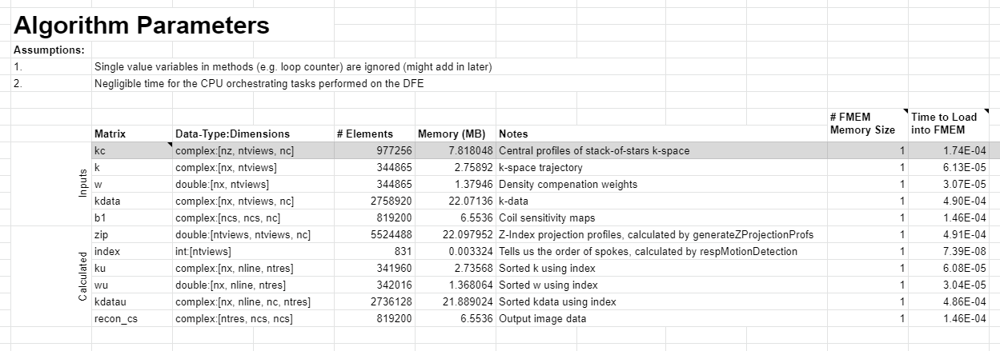 Algorithm Parameters
Assumptions:
1. Single value variables in methods (e.g. loop counter) are ignored (might add in later)
2. Negligible time for the CPU orchestrating tasks performed on the DFE
Matrix Data-Type:Dimensions # Elements Memory (MB) Notes # FMEM Memory Size Time to Load into FMEM
Inputs
kc complex:[nz, ntviews, nc] 977256 7.818048 Central profiles of stack-of-stars k-space 1 1.74E-04
k complex:[nx, ntviews] 344865 2.75892 k-space trajectory 1 6.13E-05
w double:[nx, ntviews] 344865 1.37946 Density compenation weights 1 3.07E-05
kdata complex:[nx, ntviews, nc] 2758920 22.07136 k-data 1 4.90E-04
b1 complex:[ncs, ncs, nc] 819200 6.5536 Coil sensitivity maps 1 1.46E-04
Calculated
zip double:[ntviews, ntviews, nc] 5524488 22.097952 Z-Index projection profiles, calculated by generateZProjectionProfs 1 4.91E-04
index int:[ntviews] 831 0.003324 Tells us the order of spokes, calculated by respMotionDetection 1 7.39E-08
ku complex:[nx, nline, ntres] 341960 2.73568 Sorted k using index 1 6.08E-05
wu double:[nx, nline, ntres] 342016 1.368064 Sorted w using index 1 3.04E-05
kdatau complex:[nx, nline, nc, ntres] 2736128 21.889024 Sorted kdata using index 1 4.86E-04
recon_cs complex:[ntres, ncs, ncs] 819200 6.5536 Output image data 1 1.46E-04